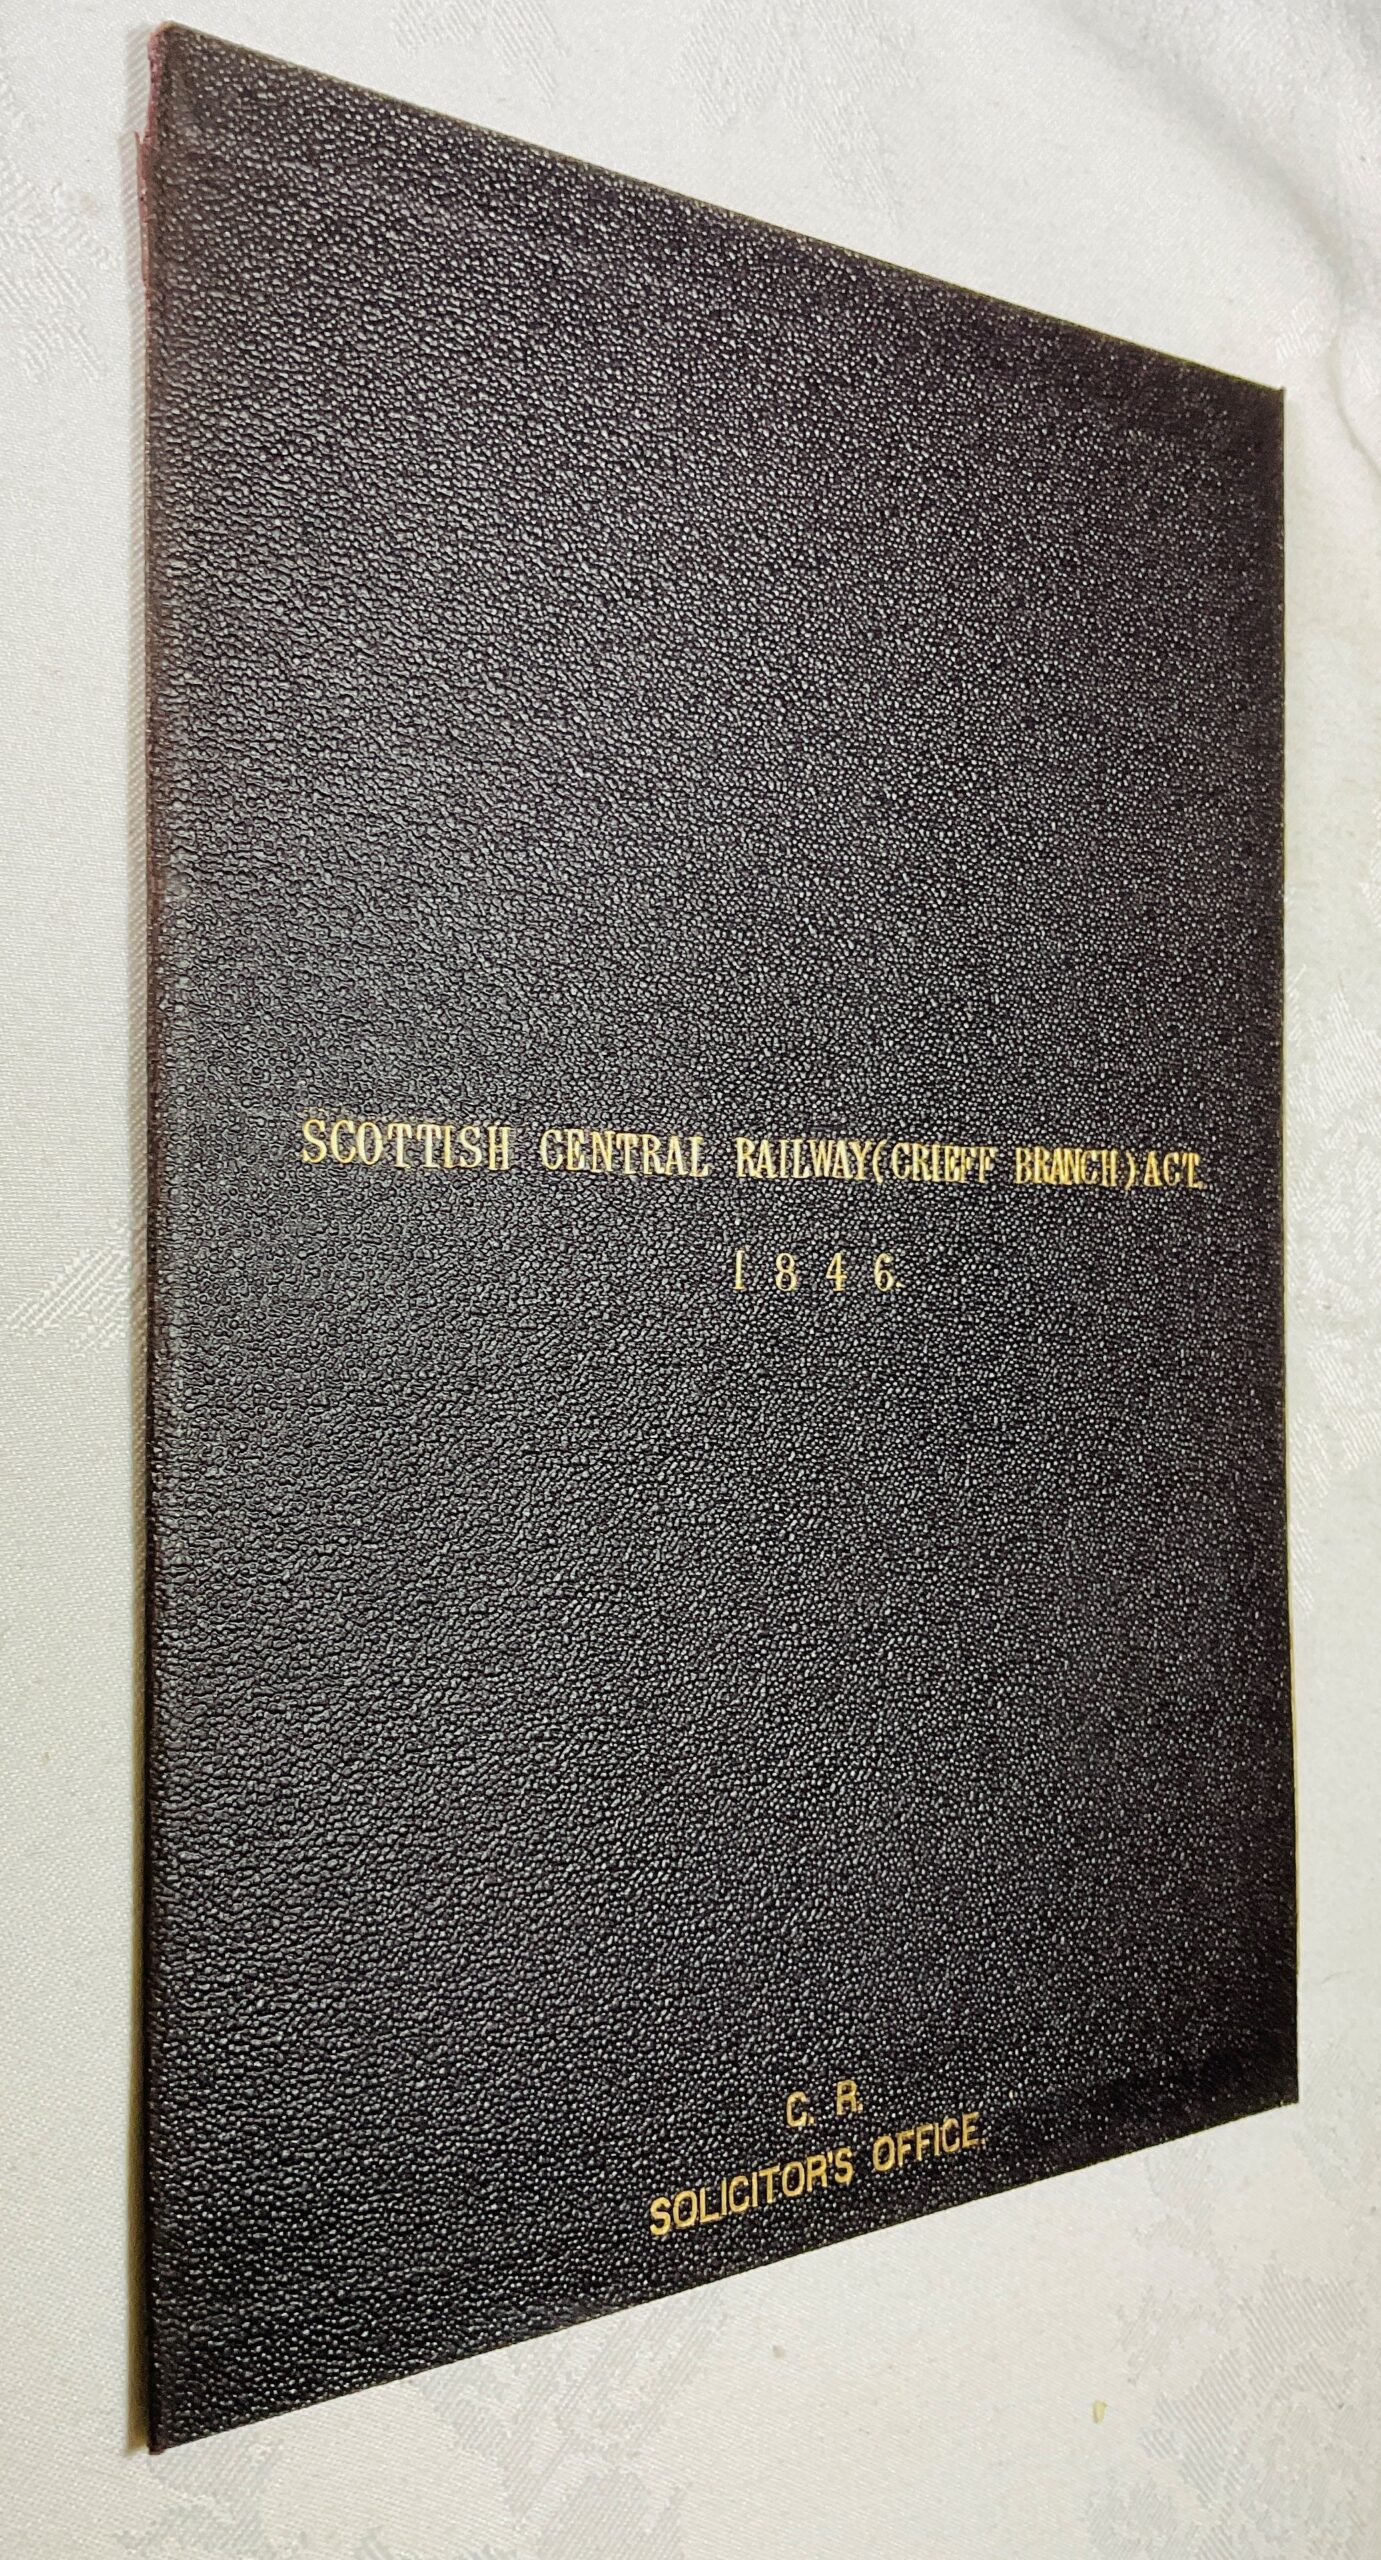 SCOTTISH CENTRAL RAILWAY (CRIEFF BRANCH) ACT.
1846.
C. R.
SOLICITOR'S OFFICE.